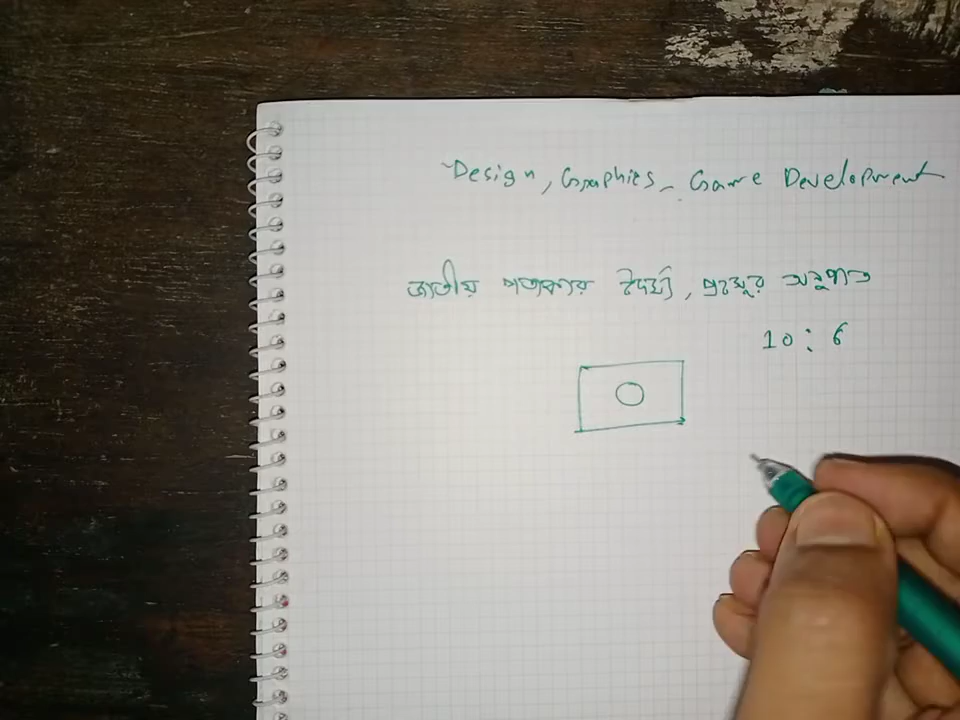 Design, Graphics, Game Development
জাতীয় পতাকার দৈর্ঘ্য, প্রস্থের অনুপাত
10 : 6